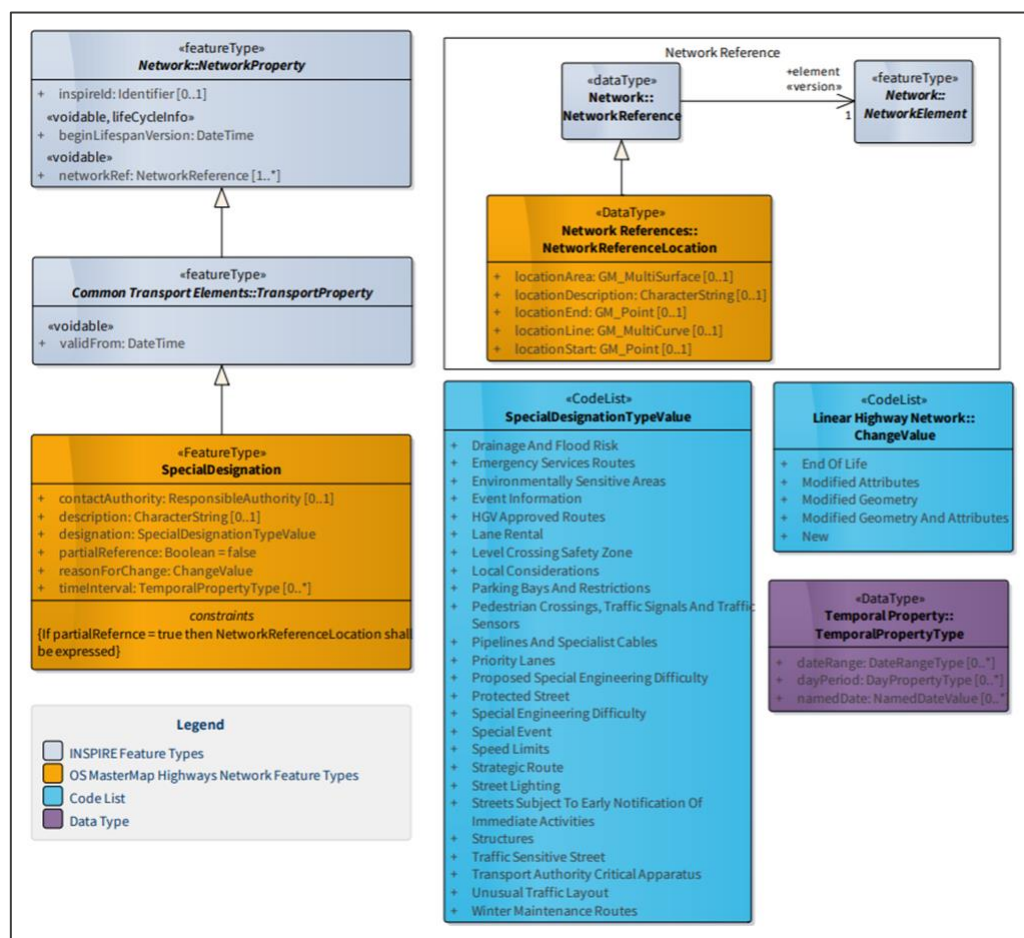 «featureType»
Network::NetworkProperty
+ inspireId: Identifier [0..1]
«voidable, lifeCycleInfo»
+ beginLifespanVersion: DateTime
«voidable»
+ networkRef: NetworkReference [1..*]
«featureType»
Common Transport Elements::TransportProperty
«voidable»
+ validFrom: DateTime
«FeatureType»
SpecialDesignation
+ contactAuthority: ResponsibleAuthority [0..1]
+ description: CharacterString [0..1]
+ designation: SpecialDesignationTypeValue
+ partialReference: Boolean = false
+ reasonForChange: ChangeValue
+ timeInterval: TemporalPropertyType [0..*]
constraints
{If partialRefernce = true then NetworkReferenceLocation shall
be expressed}
Legend
INSPIRE Feature Types
OS MasterMap Highways Network Feature Types
Code List
Data Type
Network Reference
«dataType»
Network::
NetworkReference
+element
«version»
1
«featureType»
Network::
NetworkElement
«DataType»
Network References::
NetworkReferenceLocation
+ locationArea: GM_MultiSurface [0..1]
+ locationDescription: CharacterString [0..1]
+ locationEnd: GM_Point [0..1]
+ locationLine: GM_MultiCurve [0..1]
+ locationStart: GM_Point [0..1]
«CodeList»
SpecialDesignationTypeValue
+ Drainage And Flood Risk
+ Emergency Services Routes
+ Environmentally Sensitive Areas
+ Event Information
+ HGV Approved Routes
+ Lane Rental
+ Level Crossing Safety Zone
+ Local Considerations
+ Parking Bays And Restrictions
+ Pedestrian Crossings, Traffic Signals And Traffic
Sensors
+ Pipelines And Specialist Cables
+ Priority Lanes
+ Proposed Special Engineering Difficulty
+ Protected Street
+ Special Engineering Difficulty
+ Special Event
+ Speed Limits
+ Strategic Route
+ Street Lighting
+ Streets Subject To Early Notification Of
Immediate Activities
+ Structures
+ Traffic Sensitive Street
+ Transport Authority Critical Apparatus
+ Unusual Traffic Layout
+ Winter Maintenance Routes
«CodeList»
Linear Highway Network::
ChangeValue
+ End Of Life
+ Modified Attributes
+ Modified Geometry
+ Modified Geometry And Attributes
+ New
«DataType»
Temporal Property::
TemporalPropertyType
+ dateRange: DateRangeType [0..*]
+ dayPeriod: DayPropertyType [0..*]
+ namedDate: NamedDateValue [0..*